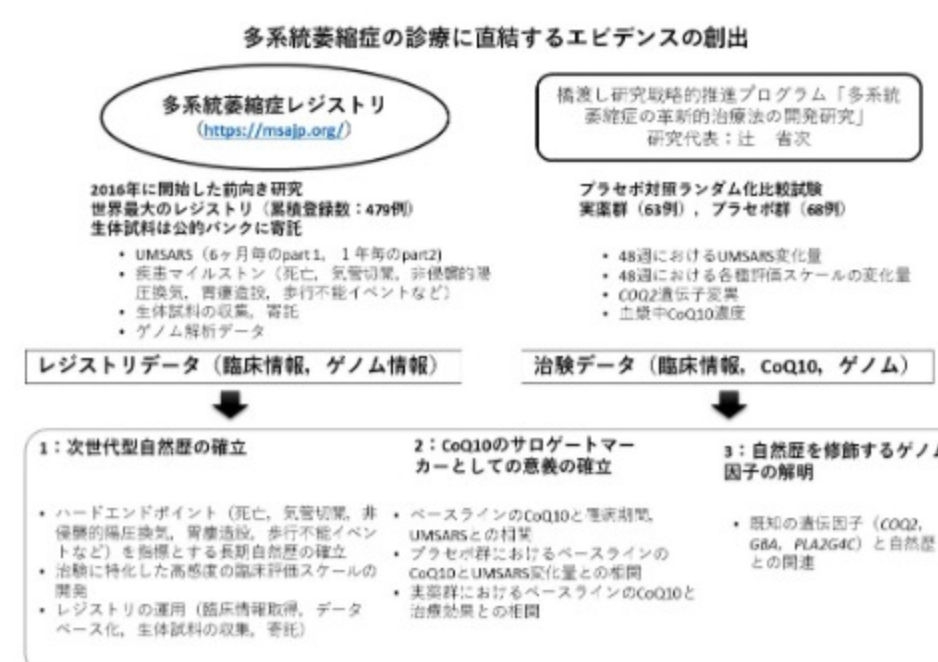 多系統萎縮症の診療に直結するエビデンスの創出
多系統萎縮症レジストリ
(https://msajp.org/)
2016年に開始した前向き研究
世界最大のレジストリ（累積登録数：479例）
生体試料は公的バンクに寄託
• UMSARS（6ヶ月毎のpart 1, １年毎のpart2)
• 疾患マイルストン（死亡, 気管切開, 非侵襲的陽
圧換気, 胃瘻造設, 歩行不能イベントなど）
• 生体試料の収集, 寄託
• ゲノム解析データ
レジストリデータ（臨床情報, ゲノム情報）
橋渡し研究戦略的推進プログラム「多系統
萎縮症の革新的治療法の開発研究」
研究代表：辻　省次
プラセボ対照ランダム化比較試験
実薬群（63例）, プラセボ群（68例）
• 48週におけるUMSARS変化量
• 48週における各種評価スケールの変化量
• COQ2遺伝子変異
• 血漿中CoQ10濃度
治験データ（臨床情報, CoQ10, ゲノム）
1：次世代型自然歴の確立
• ハードエンドポイント（死亡, 気管切開, 非
侵襲的陽圧換気, 胃瘻造設, 歩行不能イベン
トなど）を指標とする長期自然歴の確立
• 治験に特化した高感度の臨床評価スケールの
開発
• レジストリの運用（臨床情報取得, データ
ベース化, 生体試料の収集, 寄託）
2：CoQ10のサロゲートマー
カーとしての意義の確立
• ベースラインのCoQ10と罹病期間,
UMSARSとの相関
• プラセボ群におけるベースラインの
CoQ10とUMSARS変化量との相関
• 実薬群におけるベースラインのCoQ10と
治療効果との相関
3：自然歴を修飾するゲノム
因子の解明
• 既知の遺伝因子（COQ2,
GBA, PLA2G4C）と自然歴
との関連